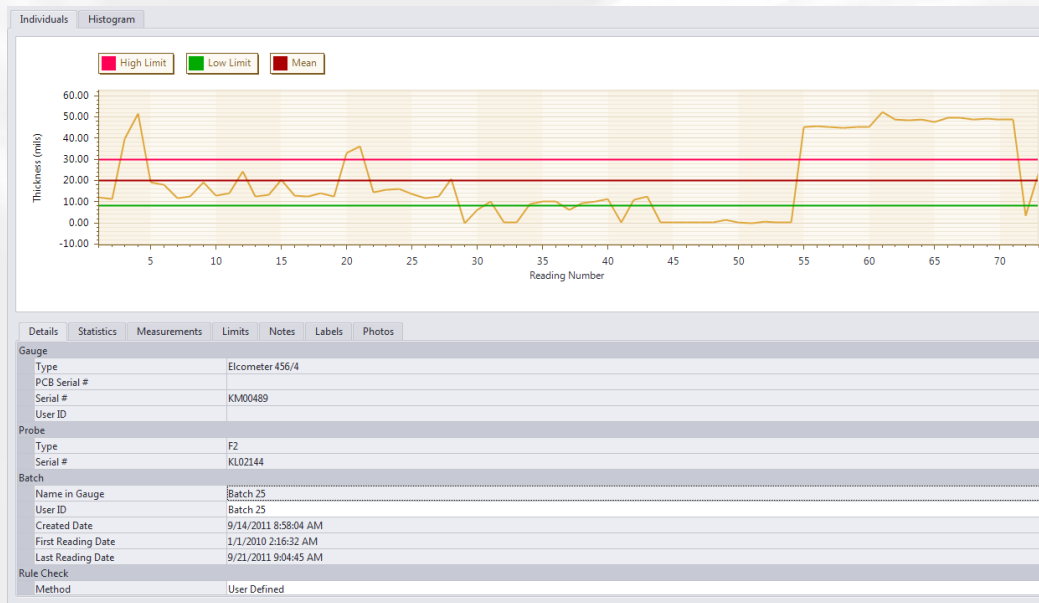 Individuals Histogram
High Limit Low Limit Mean
60.00
50.00
40.00
30.00
20.00
10.00
0.00
-10.00
Thickness (mils)
5 10 15 20 25 30 35 40 45 50 55 60 65 70
Reading Number
Details Statistics Measurements Limits Notes Labels Photos
Gauge
Type Elcometer 456/4
PCB Serial #
Serial # KM00489
User ID
Probe
Type F2
Serial # KL02144
Batch
Name in Gauge Batch 25
User ID Batch 25
Created Date 9/14/2011 8:58:04 AM
First Reading Date 1/1/2010 2:16:32 AM
Last Reading Date 9/21/2011 9:04:45 AM
Rule Check
Method User Defined